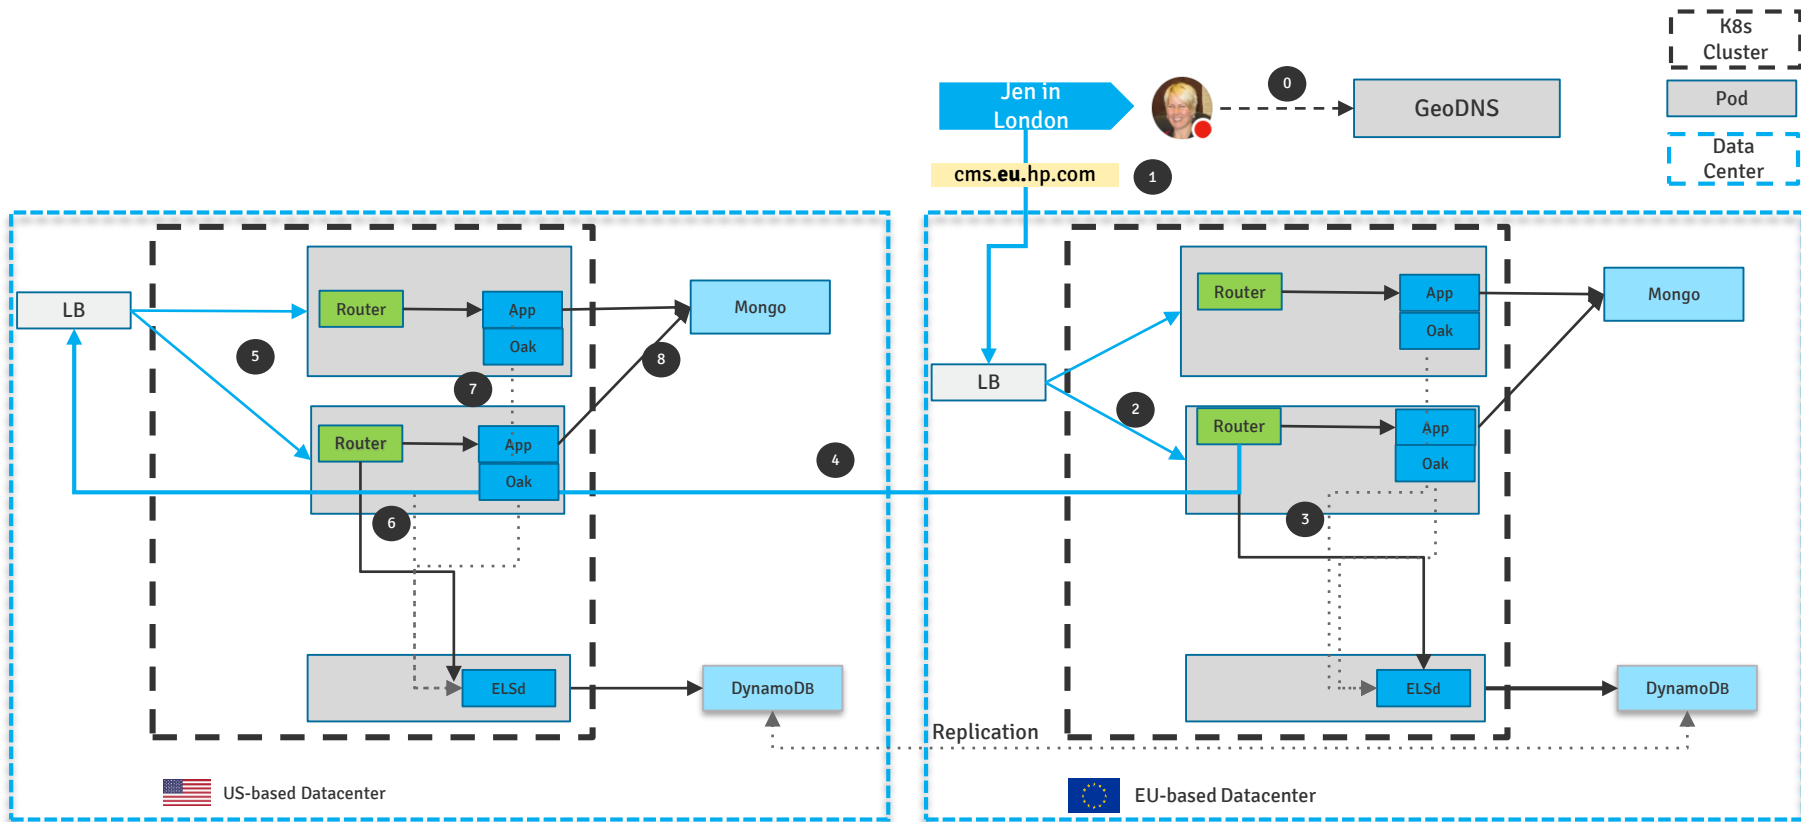 K8s
Cluster
Pod
Data
Center
Jen in
London
0
GeoDNS
cms.eu.hp.com
1
LB
Router
App
Oak
Mongo
5
7
8
Router
App
Oak
6
4
ELSd
DynamoDB
US-based Datacenter
Replication
LB
Router
App
Oak
Mongo
2
Router
App
Oak
3
ELSd
DynamoDB
EU-based Datacenter